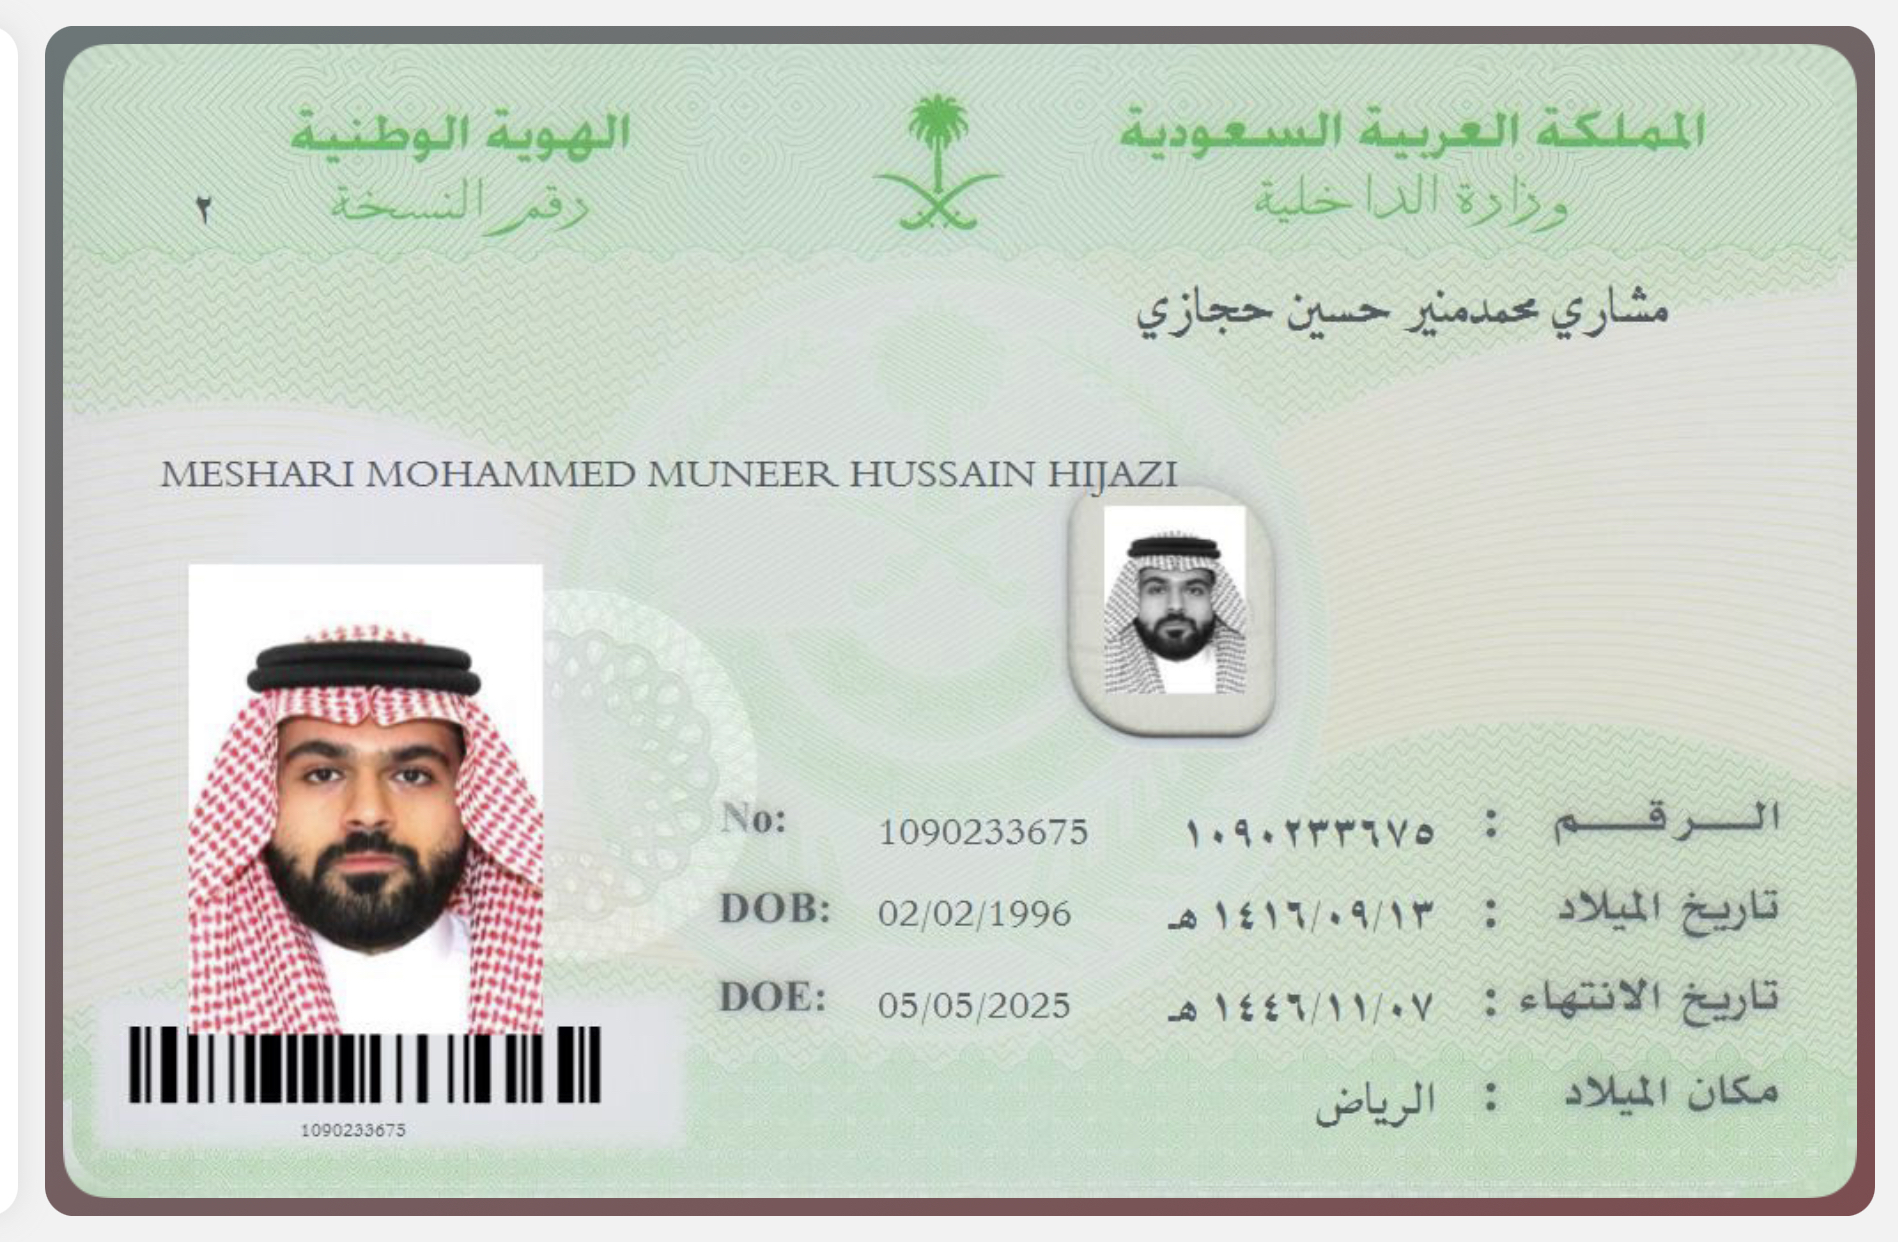 المملكة العربية السعودية
وزارة الداخلية
الهوية الوطنية
رقم النسخة ٢
مشاري محمدمنير حسين حجازي
MESHARI MOHAMMED MUNEER HUSSAIN HIJAZI
الرقم : ١٠٩٠٢٣٣٦٧٥ No: 1090233675
تاريخ الميلاد : ١٤١٦/٠٩/١٣ هـ DOB: 02/02/1996
تاريخ الانتهاء : ١٤٤٦/١١/٠٧ هـ DOE: 05/05/2025
مكان الميلاد : الرياض
1090233675